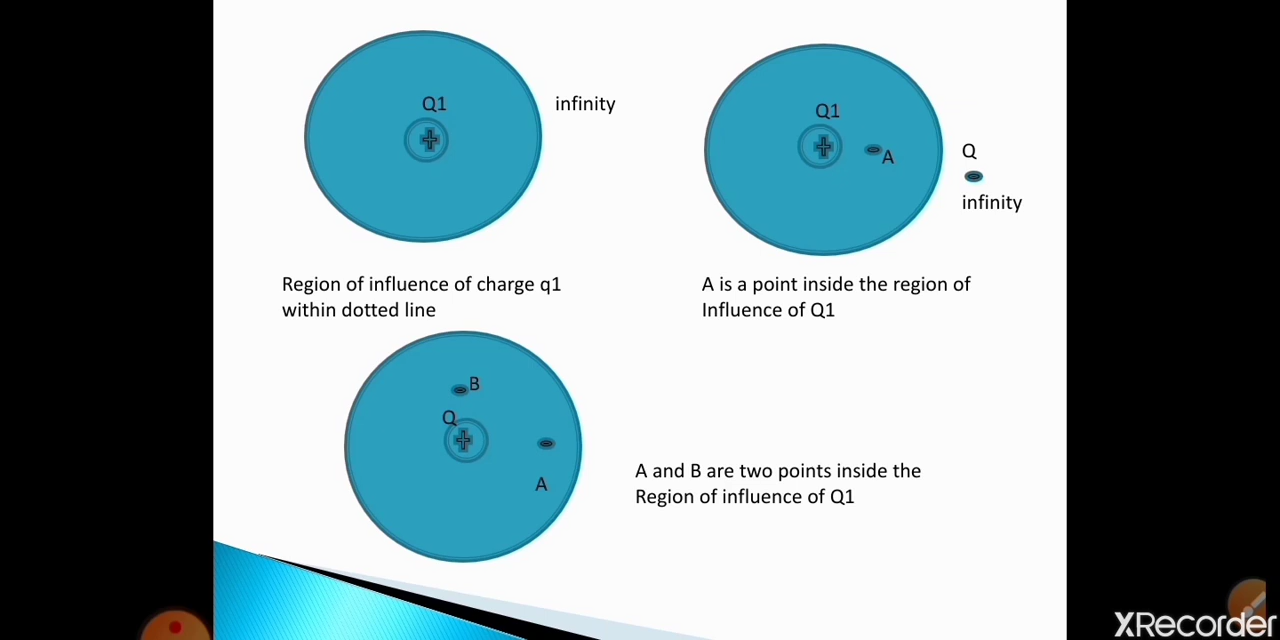 Q1
infinity
Q1
A
Q
infinity
Region of influence of charge q1
within dotted line
A is a point inside the region of
Influence of Q1
B
Q
A
A and B are two points inside the
Region of influence of Q1
XRecorder